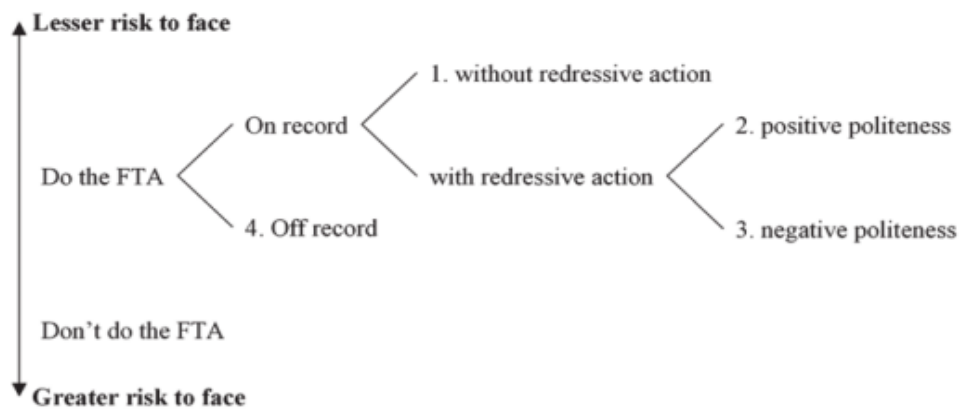 Lesser risk to face
1. without redressive action
On record
2. positive politeness
Do the FTA
with redressive action
4. Off record
3. negative politeness
Don't do the FTA
Greater risk to face